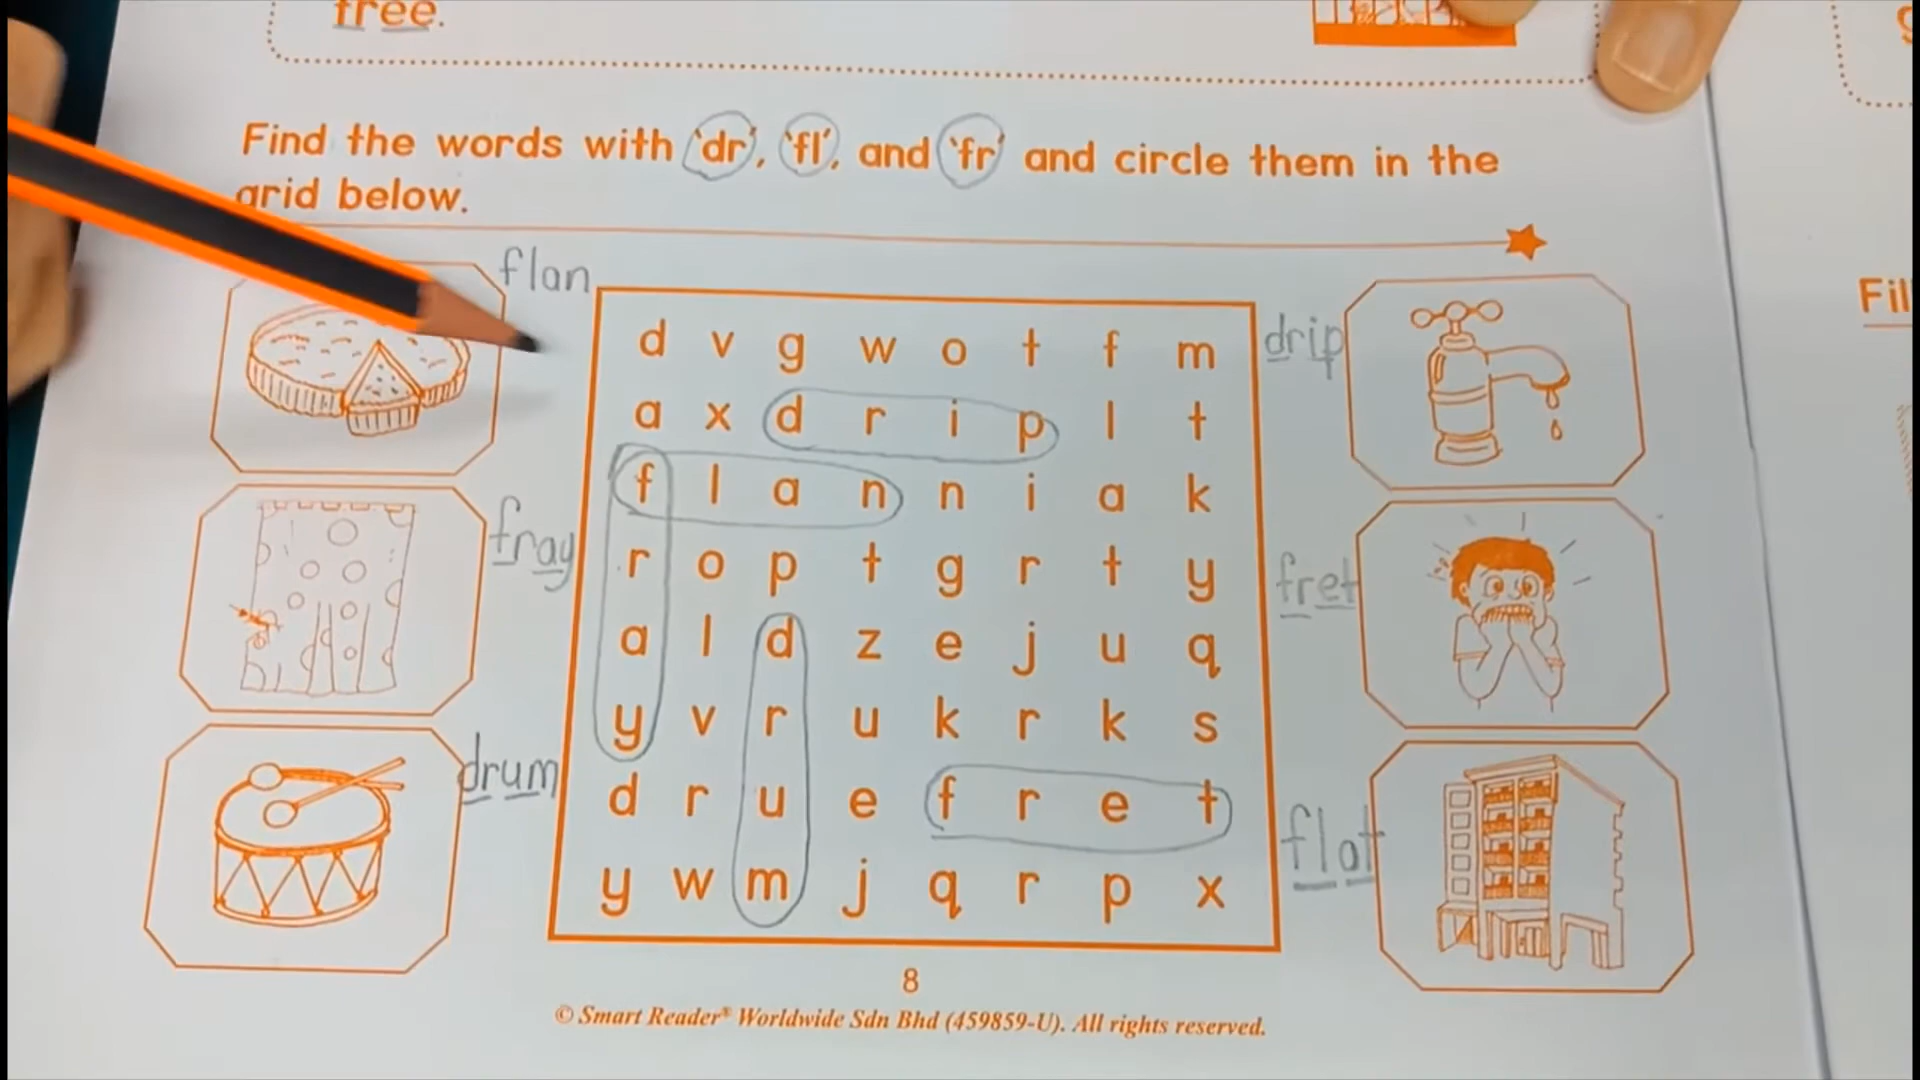 free.
Find the words with 'dr', 'fl', and 'fr' and circle them in the
grid below.
flan
drip
fray
fret
drum
flat
d v g w o t f m
a x d r i p l t
f l a n n i a k
r o p t g r t y
a l d z e j u q
y v r u k r k s
d r u e f r e t
y w m j q r p x
8
© Smart Reader® Worldwide Sdn Bhd (459859-U). All rights reserved.
Fil